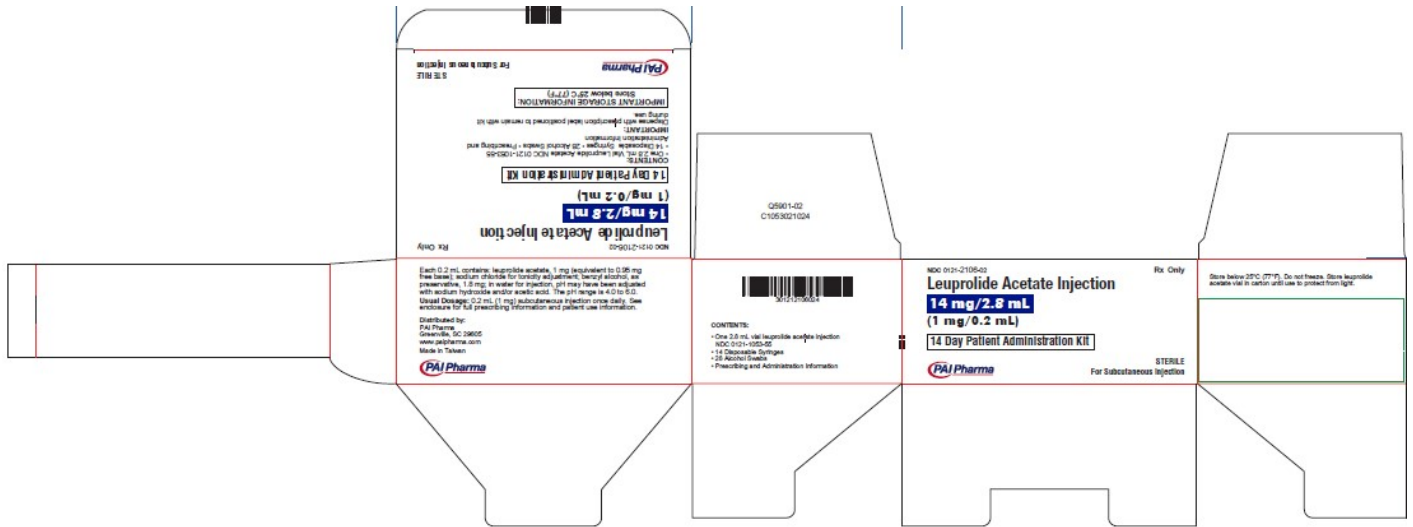 PAI Pharma
STERILE
For Subcutaneous Injection
IMPORTANT STORAGE INFORMATION:
Store below 25°C (77°F)
Dispense with prescription label positioned to remain with kit
during use
IMPORTANT:
• One 2.8 mL Vial Leuprolide Acetate NDC 0121-1053-55
• 14 Disposable Syringes • 28 Alcohol Swabs • Prescribing and
Administration Information
CONTENTS:
14 Day Patient Administration Kit
(1 mg/0.2 mL)
14 mg/2.8 mL
Leuprolide Acetate Injection
NDC 0121-2106-02
Rx Only
Each 0.2 mL contains: leuprolide acetate, 1 mg (equivalent to 0.95 mg
free base); sodium chloride for tonicity adjustment; benzyl alcohol, as
preservative, 1.8 mg; in water for injection, pH may have been adjusted
with sodium hydroxide and/or acetic acid. The pH range is 4.0 to 6.0.
Usual Dosage: 0.2 mL (1 mg) subcutaneous injection once daily. See
enclosure for full prescribing information and patient use information.
Distributed by:
PAI Pharma
Greenville, SC 29605
www.paipharma.com
Made in Taiwan
PAI Pharma
Q5901-02
C1053021024
301212106024
CONTENTS:
• One 2.8 mL vial leuprolide acetate injection
NDC 0121-1053-55
• 14 Disposable Syringes
• 28 Alcohol Swabs
• Prescribing and Administration Information
NDC 0121-2106-02
Rx Only
Leuprolide Acetate Injection
14 mg/2.8 mL
(1 mg/0.2 mL)
14 Day Patient Administration Kit
PAI Pharma
STERILE
For Subcutaneous Injection
Store below 25°C (77°F). Do not freeze. Store leuprolide
acetate vial in carton until use to protect from light.